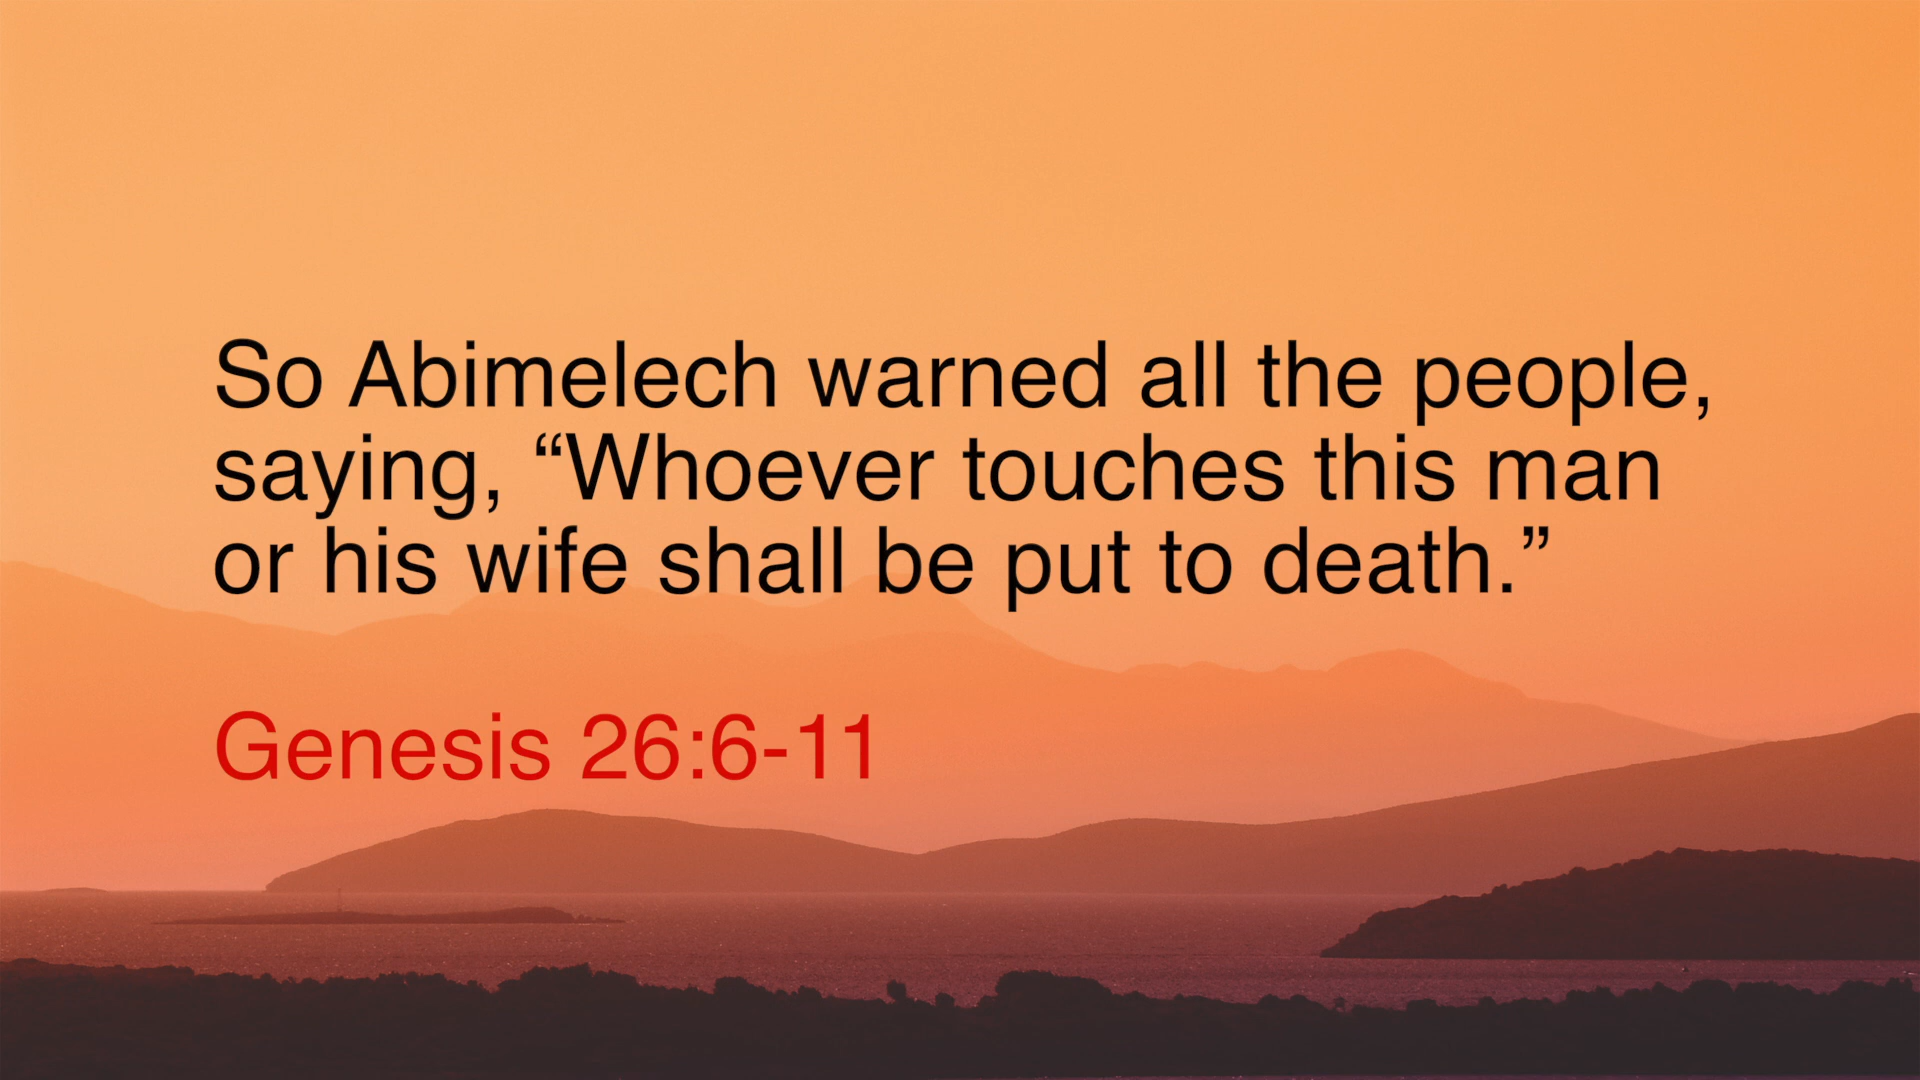 So Abimelech warned all the people,
saying, “Whoever touches this man
or his wife shall be put to death.”
Genesis 26:6-11